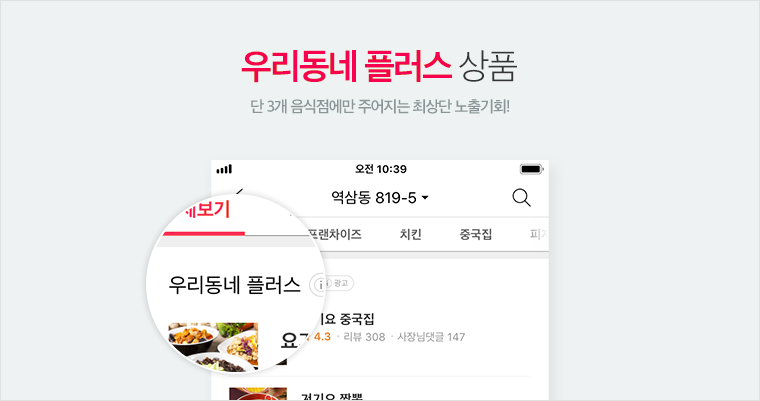 우리동네 플러스 상품
단 3개 음식점에만 주어지는 최상단 노출기회!
오전 10:39
역삼동 819-5
체보기
프랜차이즈 치킨 중국집
우리동네 플러스 광고
기요 중국집
요기 4.3 · 리뷰 308 · 사장님댓글 147
저기요 짬뽕